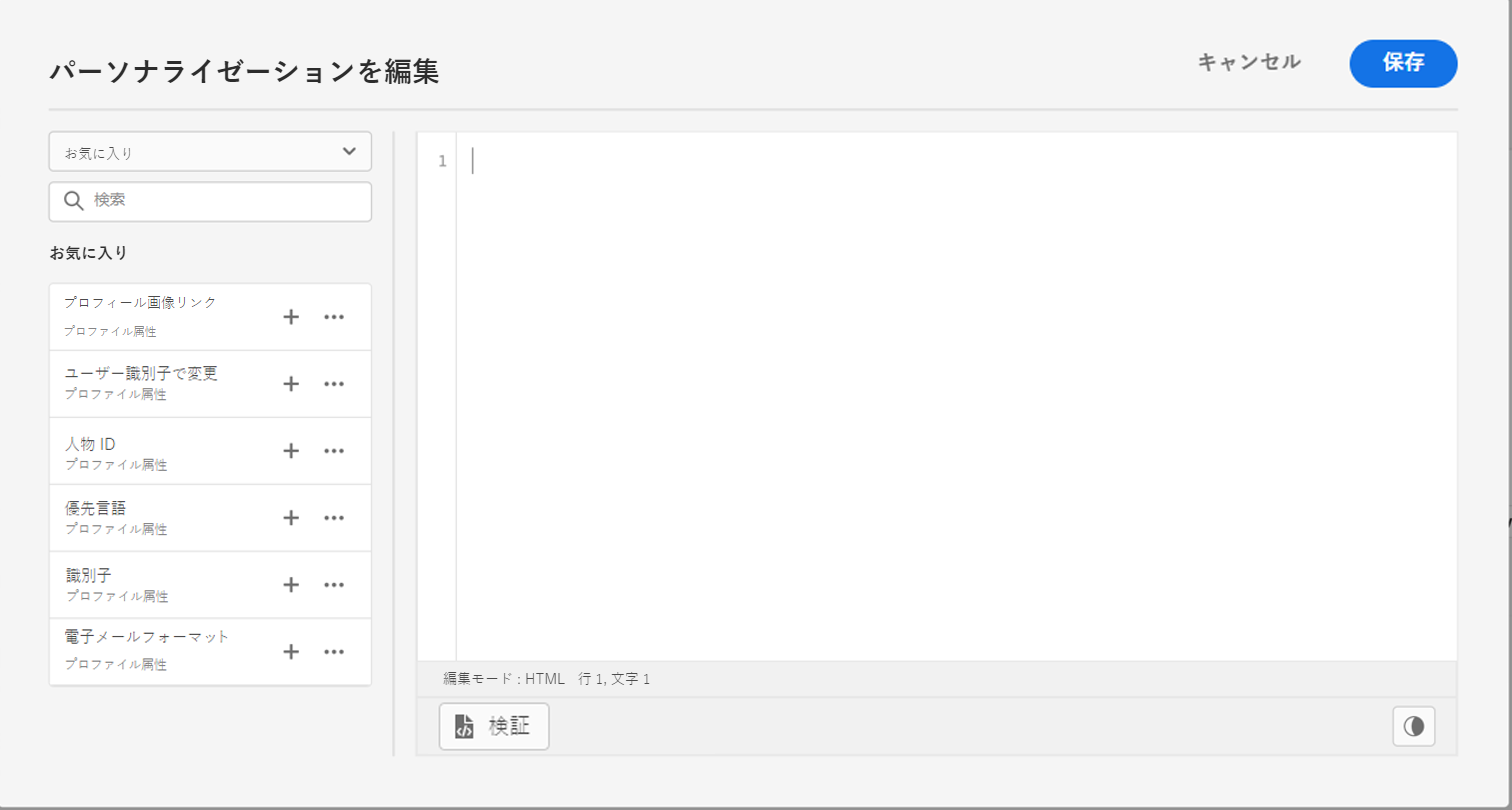 パーソナライゼーションを編集
キャンセル
保存
お気に入り
検索
お気に入り
プロフィール画像リンク
プロファイル属性
ユーザー識別子で変更
プロファイル属性
人物 ID
プロファイル属性
優先言語
プロファイル属性
識別子
プロファイル属性
電子メールフォーマット
プロファイル属性
1
編集モード : HTML 行 1, 文字 1
検証